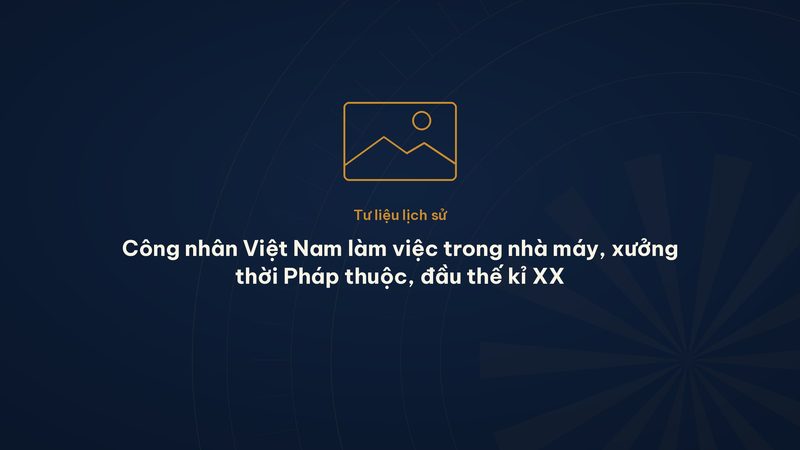 Tư liệu lịch sử
Công nhân Việt Nam làm việc trong nhà máy, xưởng
thời Pháp thuộc, đầu thế kỉ XX